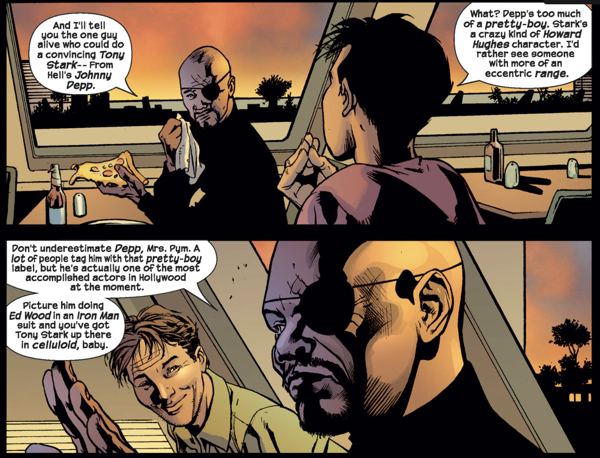 And I'll tell
you the one guy
alive who could do
a convincing Tony
Stark-- From
Hell's Johnny
Depp.
What? Depp's too much
of a pretty-boy. Stark's
a crazy kind of Howard
Hughes character. I'd
rather see someone
with more of an
eccentric range.
Don't underestimate Depp, Mrs. Pym. A
lot of people tag him with that pretty-boy
label, but he's actually one of the most
accomplished actors in Hollywood
at the moment.
Picture him doing
Ed Wood in an Iron Man
suit and you've got
Tony Stark up there
in celluloid, baby.